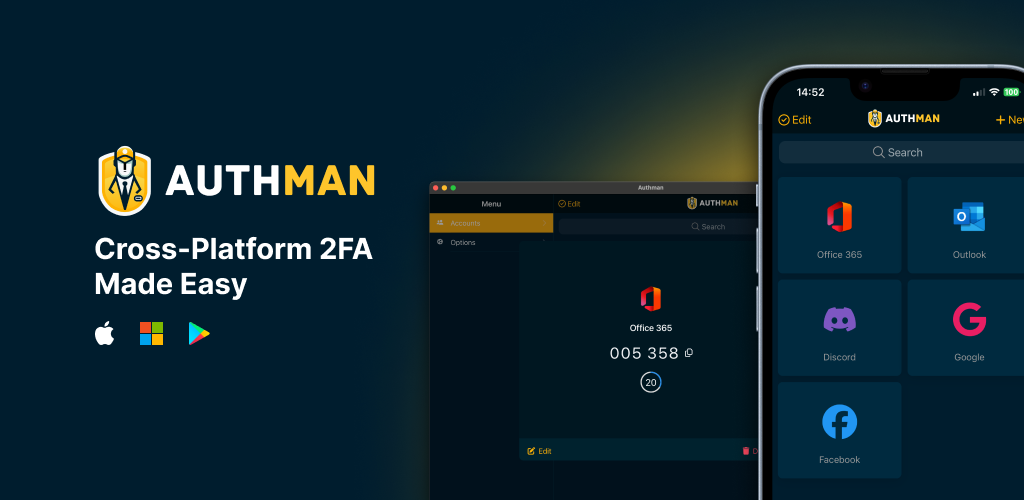 AUTHMAN
Cross-Platform 2FA
Made Easy
Authman
Menu
Edit
AUTHMAN
Accounts
Search
Options
Office 365
005 358
20
Edit
14:52
100
Edit
AUTHMAN
Search
Office 365
Outlook
Discord
Google
Facebook